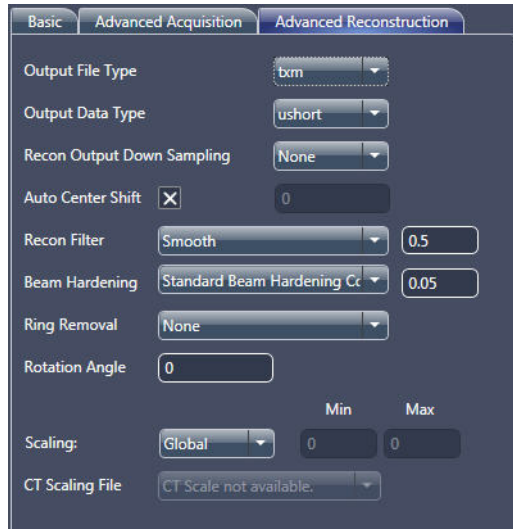 Basic Advanced Acquisition Advanced Reconstruction
Output File Type txm
Output Data Type ushort
Recon Output Down Sampling None
Auto Center Shift 0
Recon Filter Smooth 0.5
Beam Hardening Standard Beam Hardening Cc 0.05
Ring Removal None
Rotation Angle 0
Min Max
Scaling: Global 0 0
CT Scaling File CT Scale not available.